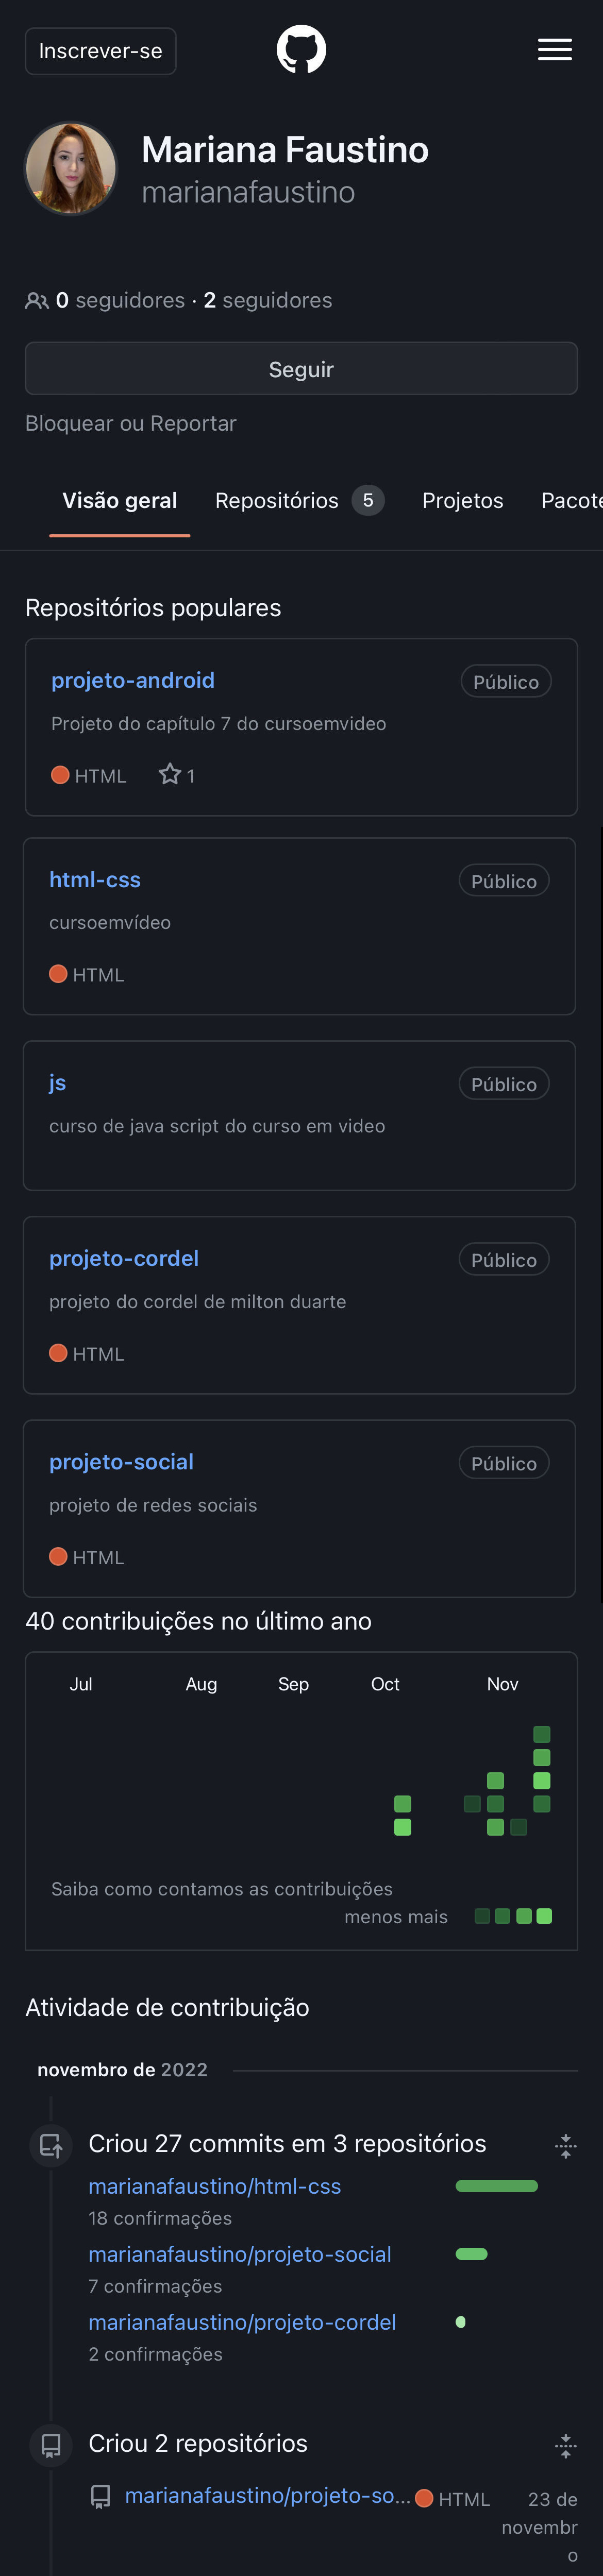 Inscrever-se
Mariana Faustino
marianafaustino
0 seguidores · 2 seguidores
Seguir
Bloquear ou Reportar
Visão geral Repositórios 5 Projetos Pacote
Repositórios populares
projeto-android Público
Projeto do capítulo 7 do cursoemvideo
HTML 1
html-css Público
cursoemvídeo
HTML
js Público
curso de java script do curso em video
projeto-cordel Público
projeto do cordel de milton duarte
HTML
projeto-social Público
projeto de redes sociais
HTML
40 contribuições no último ano
Jul Aug Sep Oct Nov
Saiba como contamos as contribuições
menos mais
Atividade de contribuição
novembro de 2022
Criou 27 commits em 3 repositórios
marianafaustino/html-css
18 confirmações
marianafaustino/projeto-social
7 confirmações
marianafaustino/projeto-cordel
2 confirmações
Criou 2 repositórios
marianafaustino/projeto-so... HTML 23 de
novembr
o